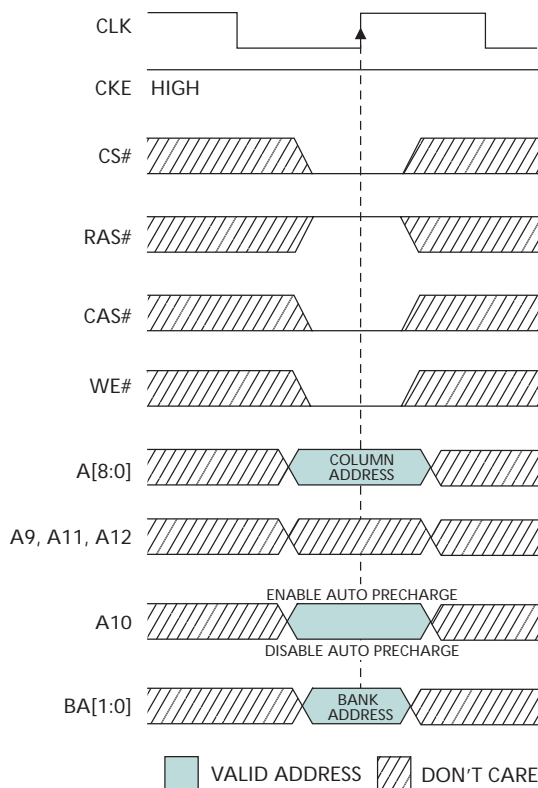 CLK
CKE HIGH
CS#
RAS#
CAS#
WE#
A[8:0] COLUMN
ADDRESS
A9, A11, A12
ENABLE AUTO PRECHARGE
A10
DISABLE AUTO PRECHARGE
BA[1:0] BANK
ADDRESS
VALID ADDRESS DON'T CARE